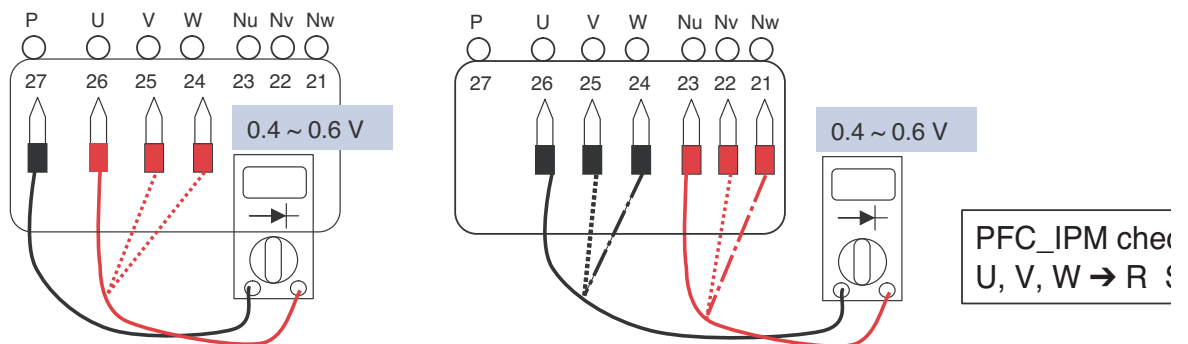 P U V W Nu Nv Nw
27 26 25 24 23 22 21
0.4 ~ 0.6 V
P U V W Nu Nv Nw
27 26 25 24 23 22 21
0.4 ~ 0.6 V
PFC_IPM
U, V, W ➔ R